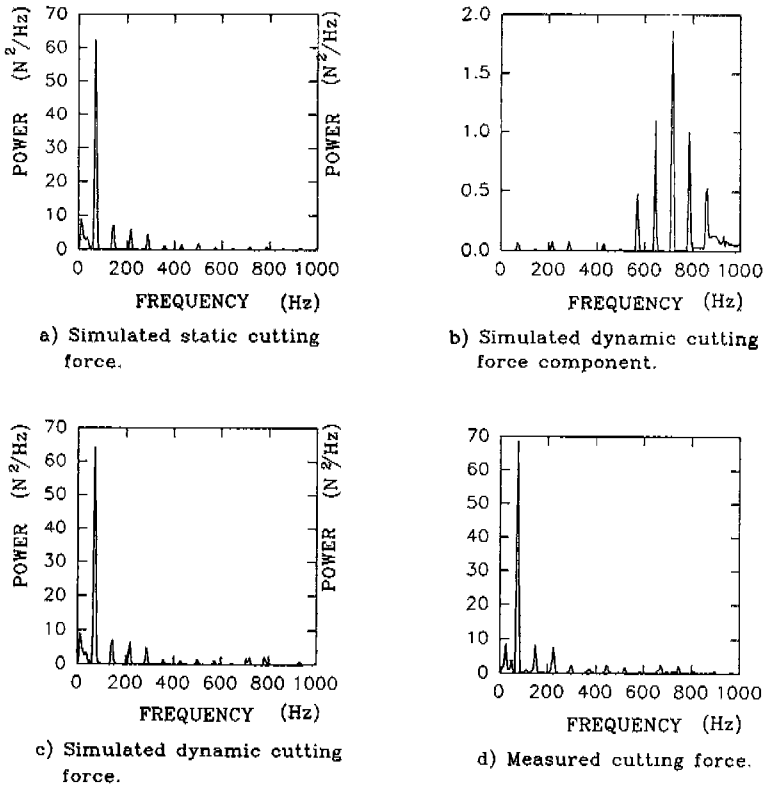 POWER (N²/Hz)
70
60
50
40
30
20
10
0
0 200 400 600 800 1000
FREQUENCY (Hz)
a) Simulated static cutting
force.
POWER (N²/Hz)
2.0
1.5
1.0
0.5
0.0
0 200 400 600 800 1000
FREQUENCY (Hz)
b) Simulated dynamic cutting
force component.
POWER (N²/Hz)
70
60
50
40
30
20
10
0
0 200 400 600 800 1000
FREQUENCY (Hz)
c) Simulated dynamic cutting
force.
POWER (N²/Hz)
70
60
50
40
30
20
10
0
0 200 400 600 800 1000
FREQUENCY (Hz)
d) Measured cutting force.